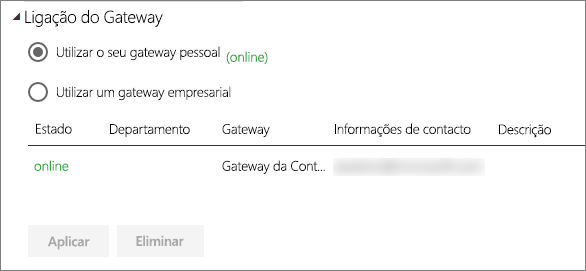 Ligação do Gateway
Utilizar o seu gateway pessoal (online)
Utilizar um gateway empresarial
Estado Departamento Gateway Informações de contacto Descrição
online Gateway da Cont...
Aplicar Eliminar